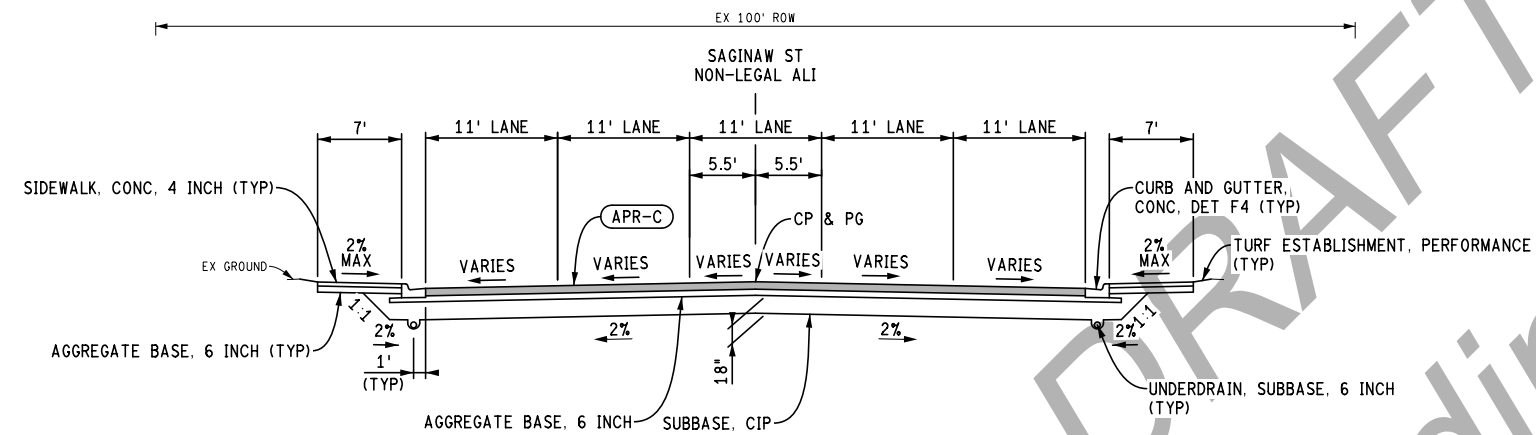 EX 100' ROW
SAGINAW ST
NON-LEGAL ALI
7'
11' LANE
11' LANE
11' LANE
11' LANE
11' LANE
7'
5.5'
5.5'
SIDEWALK, CONC, 4 INCH (TYP)
APR-C
CP & PG
CURB AND GUTTER,
CONC, DET F4 (TYP)
2%
MAX
EX GROUND
VARIES
VARIES
VARIES
VARIES
VARIES
VARIES
2%
MAX
TURF ESTABLISHMENT, PERFORMANCE
(TYP)
1:1
2%
2%
2%
2%
1:1
AGGREGATE BASE, 6 INCH (TYP)
1'
(TYP)
18"
UNDERDRAIN, SUBBASE, 6 INCH
(TYP)
AGGREGATE BASE, 6 INCH
SUBBASE, CIP
DRAFT